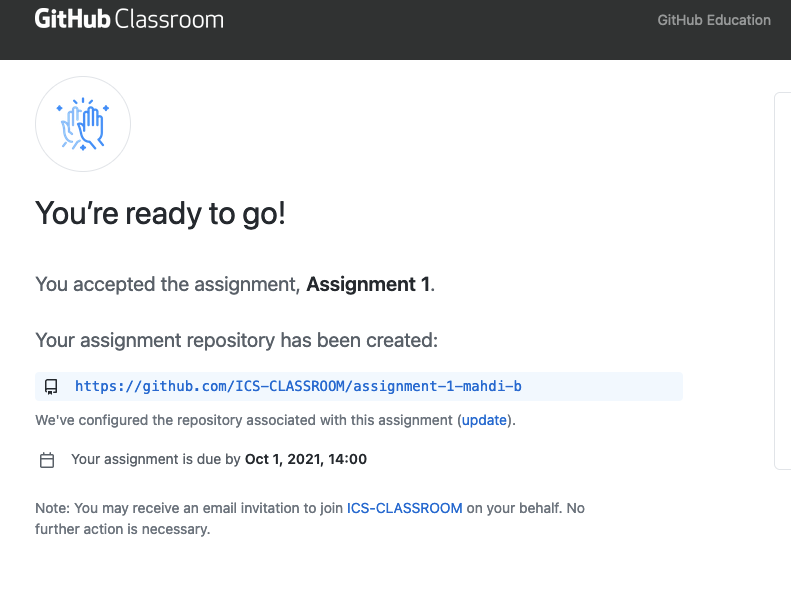 GitHub Classroom
GitHub Education
You’re ready to go!
You accepted the assignment, Assignment 1.
Your assignment repository has been created:
https://github.com/ICS-CLASSROOM/assignment-1-mahdi-b
We've configured the repository associated with this assignment (update).
Your assignment is due by Oct 1, 2021, 14:00
Note: You may receive an email invitation to join ICS-CLASSROOM on your behalf. No
further action is necessary.